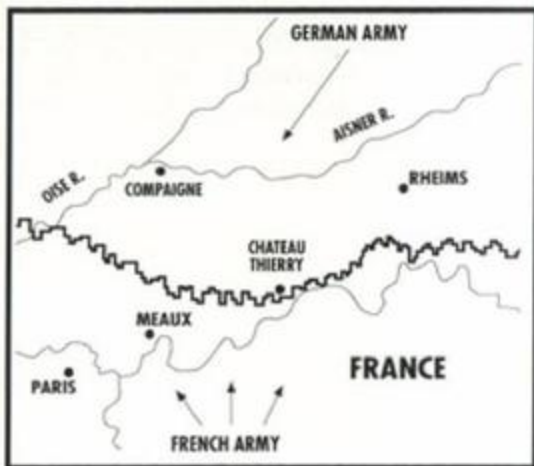 GERMAN ARMY
AISNER R.
OISE R.
COMPAIGNE
RHEIMS
CHATEAU
THIERRY
MEAUX
FRANCE
PARIS
FRENCH ARMY